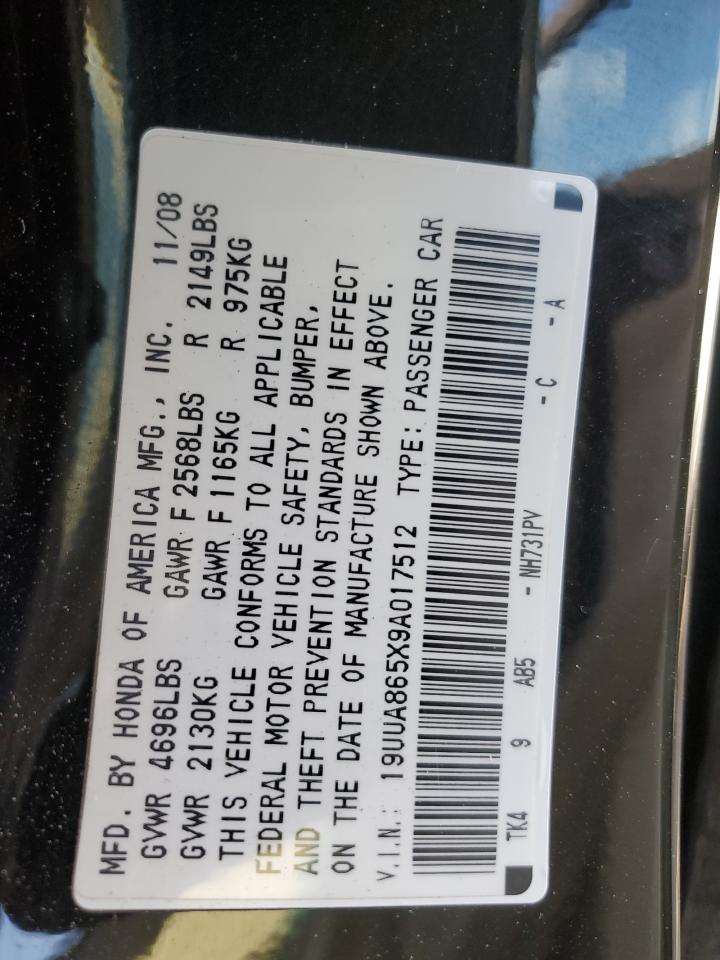 MFD. BY HONDA OF AMERICA MFG., INC. 11/08
GVWR 4696LBS GAWR F 2568LBS R 2149LBS
GVWR 2130KG GAWR F 1165KG R 975KG
THIS VEHICLE CONFORMS TO ALL APPLICABLE
FEDERAL MOTOR VEHICLE SAFETY, BUMPER,
AND THEFT PREVENTION STANDARDS IN EFFECT
ON THE DATE OF MANUFACTURE SHOWN ABOVE.
V.I.N.: 19UUA865X9A017512 TYPE: PASSENGER CAR
TK4 9 AB5 - NH731PV - C - A